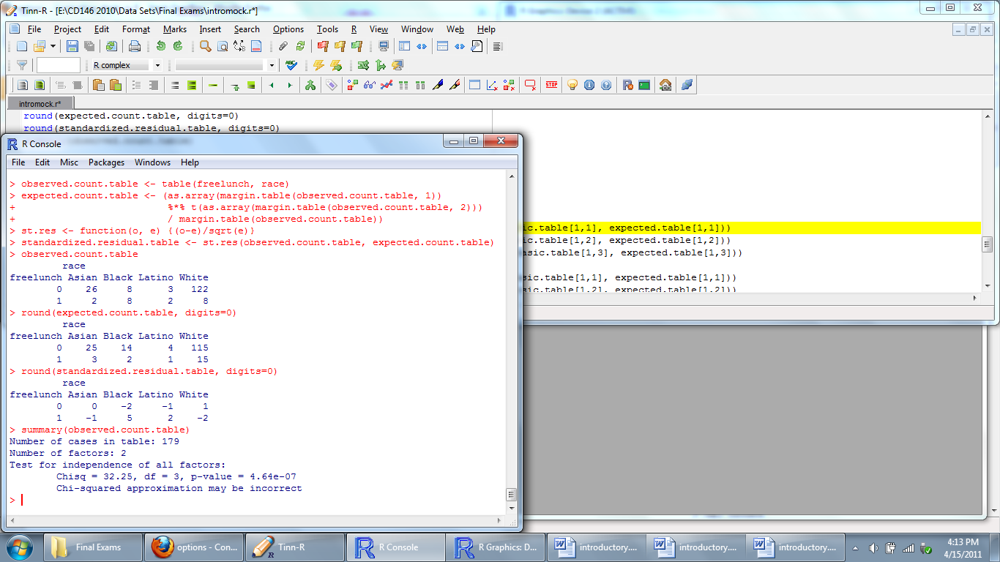 Tinn-R - [E:\CD146 2010\Data Sets\Final Exams\intromock.r*]
File Project Edit Format Marks Insert Search Options Tools R View Window Web Help
R complex
ABC
STOP
intromock.r*
round(expected.count.table, digits=0)
round(standardized.residual.table, digits=0)
R Console
File Edit Misc Packages Windows Help
> observed.count.table <- table(freelunch, race)
> expected.count.table <- (as.array(margin.table(observed.count.table, 1))
+                          %*% t(as.array(margin.table(observed.count.table, 2)))
+                          / margin.table(observed.count.table))
> st.res <- function(o, e) {(o-e)/sqrt(e)}
> standardized.residual.table <- st.res(observed.count.table, expected.count.table)
> observed.count.table
         race
freelunch Asian Black Latino White
        0    26     8      3   122
        1     2     8      2     8
> round(expected.count.table, digits=0)
         race
freelunch Asian Black Latino White
        0    25    14      4   115
        1     3     2      1    15
> round(standardized.residual.table, digits=0)
         race
freelunch Asian Black Latino White
        0     0    -2     -1     1
        1    -1     5      2    -2
> summary(observed.count.table)
Number of cases in table: 179
Number of factors: 2
Test for independence of all factors:
        Chisq = 32.25, df = 3, p-value = 4.64e-07
        Chi-squared approximation may be incorrect
>
ic.table[1,1], expected.table[1,1]))
ic.table[1,2], expected.table[1,2]))
asic.table[1,3], expected.table[1,3]))
sic.table[1,1], expected.table[1,1]))
sic.table[1,2], expected.table[1,2]))
Final Exams
options - Con...
Tinn-R
R Console
R Graphics: D...
introductory....
introductory....
introductory....
4:13 PM
4/15/2011